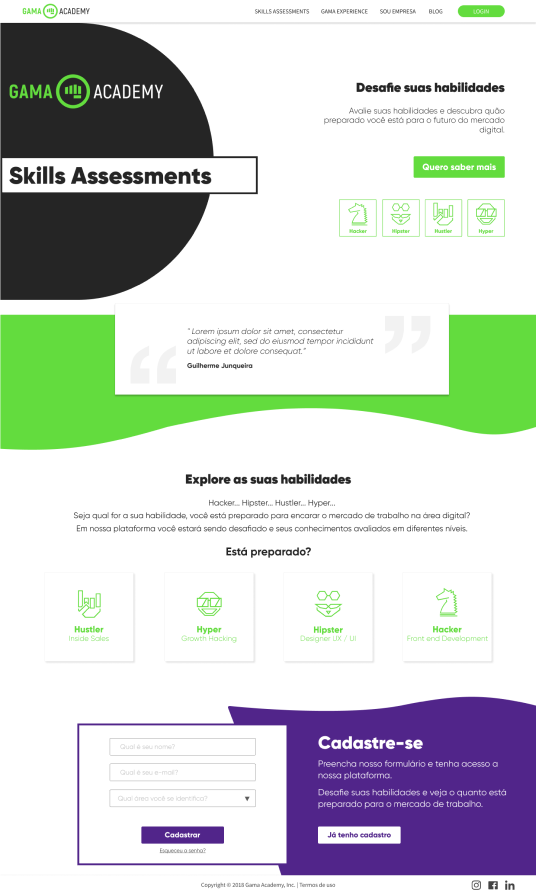 GAMA ACADEMY
SKILLS ASSESSMENTS GAMA EXPERIENCE SOU EMPRESA BLOG LOGIN
GAMA ACADEMY
Skills Assessments
Desafie suas habilidades
Avalie suas habilidades e descubra quão
preparado você está para o futuro do mercado
digital.
Quero saber mais
Hacker Hipster Hustler Hyper
" Lorem ipsum dolor sit amet, consectetur
adipiscing elit, sed do eiusmod tempor incididunt
ut labore et dolore consequat."
Guilherme Junqueira
Explore as suas habilidades
Hacker... Hipster... Hustler... Hyper...
Seja qual for a sua habilidade, você está preparado para encarar o mercado de trabalho na área digital?
Em nossa plataforma você estará sendo desafiado e seus conhecimentos avaliados em diferentes níveis.
Está preparado?
Hustler
Inside Sales
Hyper
Growth Hacking
Hipster
Designer UX / UI
Hacker
Front end Development
Qual é seu nome?
Qual é seu e-mail?
Qual área você se identifica?
Cadastrar
Esqueceu a senha?
Cadastre-se
Preencha nosso formulário e tenha acesso a
nossa plataforma.
Desafie suas habilidades e veja o quanto está
preparado para o mercado de trabalho.
Já tenho cadastro
Copyright © 2018 Gama Academy, Inc. | Termos de uso